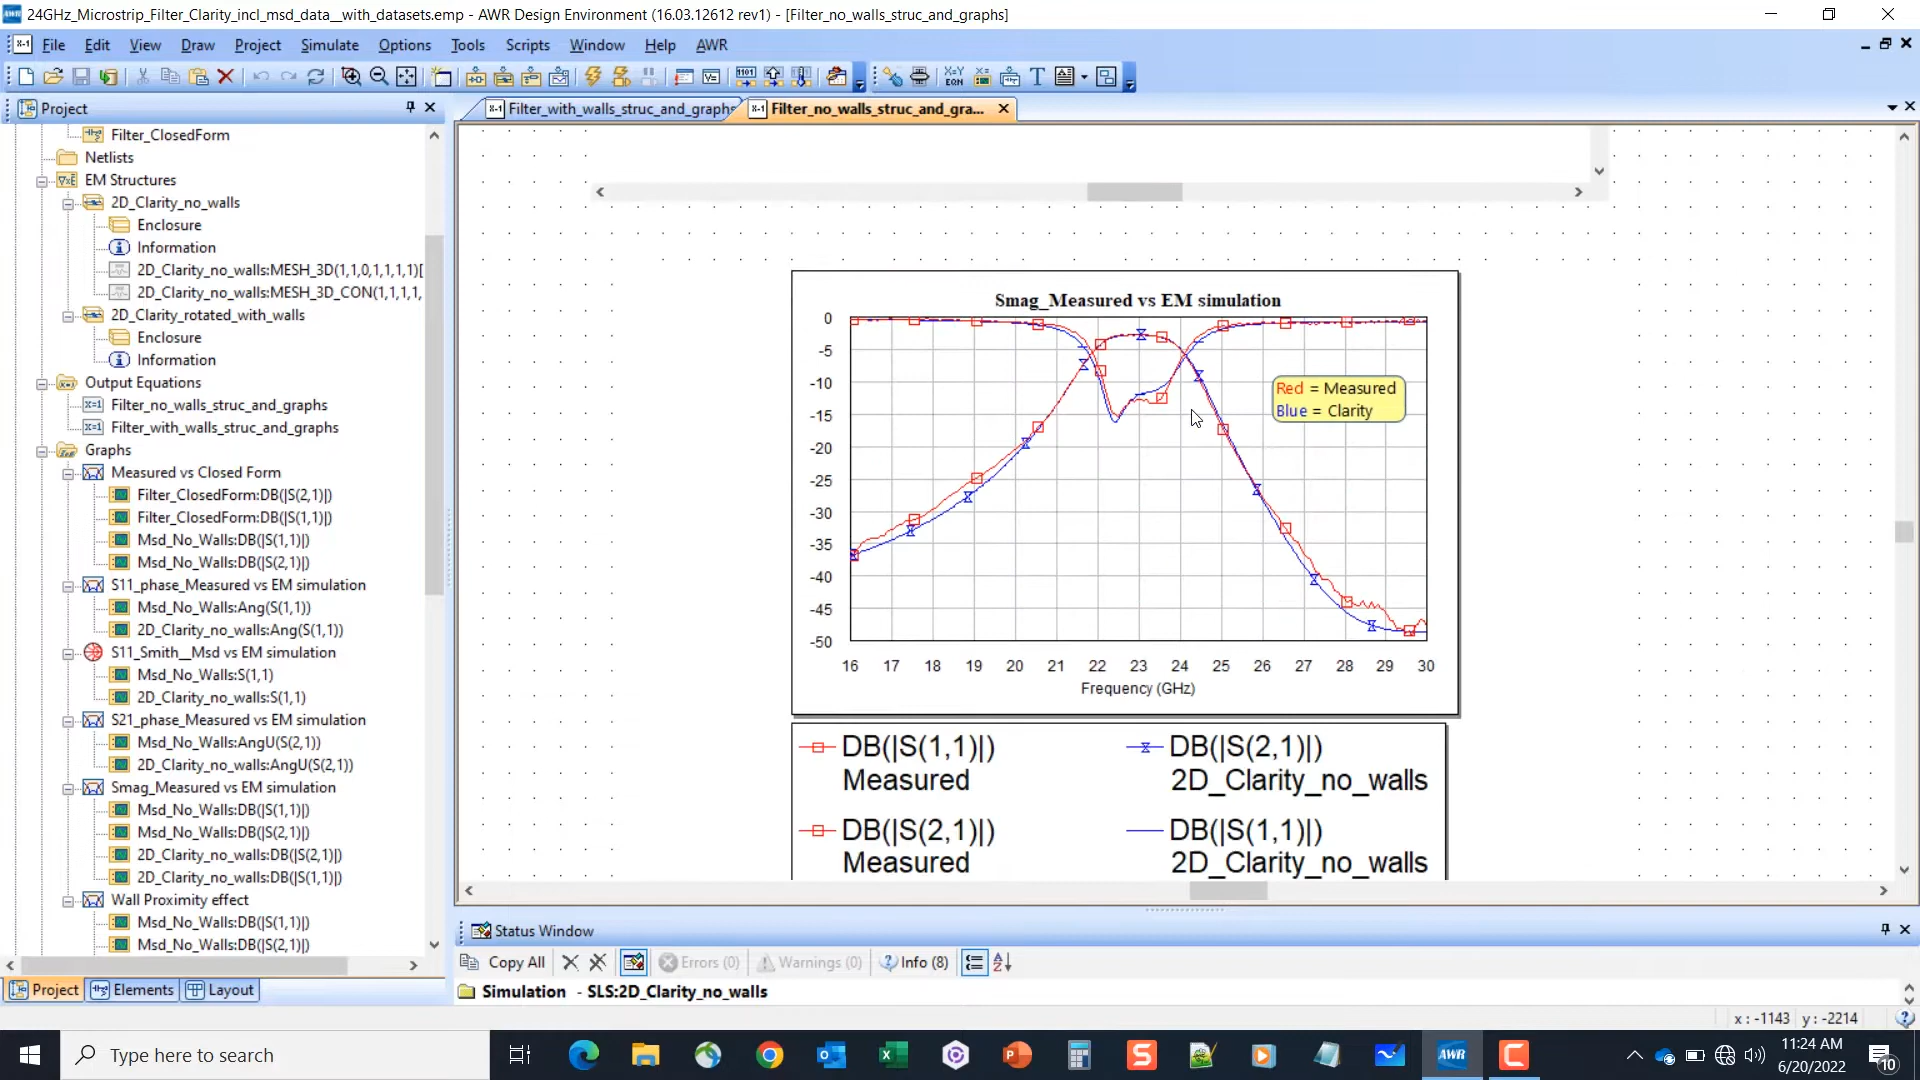 24GHz_Microstrip_Filter_Clarity_incl_msd_data__with_datasets.emp - AWR Design Environment (16.03.12612 rev1) - [Filter_no_walls_struc_and_graphs]
File Edit View Draw Project Simulate Options Tools Scripts Window Help AWR
Project
Filter_with_walls_struc_and_graphs
Filter_no_walls_struc_and_gra...
Filter_ClosedForm
Netlists
EM Structures
2D_Clarity_no_walls
Enclosure
Information
2D_Clarity_no_walls:MESH_3D(1,1,0,1,1,1,1)[
2D_Clarity_no_walls:MESH_3D_CON(1,1,1,1,
2D_Clarity_rotated_with_walls
Enclosure
Information
Output Equations
Filter_no_walls_struc_and_graphs
Filter_with_walls_struc_and_graphs
Graphs
Measured vs Closed Form
Filter_ClosedForm:DB(|S(2,1)|)
Filter_ClosedForm:DB(|S(1,1)|)
Msd_No_Walls:DB(|S(1,1)|)
Msd_No_Walls:DB(|S(2,1)|)
S11_phase_Measured vs EM simulation
Msd_No_Walls:Ang(S(1,1))
2D_Clarity_no_walls:Ang(S(1,1))
S11_Smith__Msd vs EM simulation
Msd_No_Walls:S(1,1)
2D_Clarity_no_walls:S(1,1)
S21_phase_Measured vs EM simulation
Msd_No_Walls:AngU(S(2,1))
2D_Clarity_no_walls:AngU(S(2,1))
Smag_Measured vs EM simulation
Msd_No_Walls:DB(|S(1,1)|)
Msd_No_Walls:DB(|S(2,1)|)
2D_Clarity_no_walls:DB(|S(2,1)|)
2D_Clarity_no_walls:DB(|S(1,1)|)
Wall Proximity effect
Msd_No_Walls:DB(|S(1,1)|)
Msd_No_Walls:DB(|S(2,1)|)
Project Elements Layout
Smag_Measured vs EM simulation
0
-5
-10
-15
-20
-25
-30
-35
-40
-45
-50
Red = Measured
Blue = Clarity
16 17 18 19 20 21 22 23 24 25 26 27 28 29 30
Frequency (GHz)
DB(|S(1,1)|) DB(|S(2,1)|)
Measured 2D_Clarity_no_walls
DB(|S(2,1)|) DB(|S(1,1)|)
Measured 2D_Clarity_no_walls
Status Window
Copy All Errors (0) Warnings (0) Info (8)
Simulation - SLS:2D_Clarity_no_walls
x: -1143 y: -2214
Type here to search
11:24 AM
6/20/2022
10